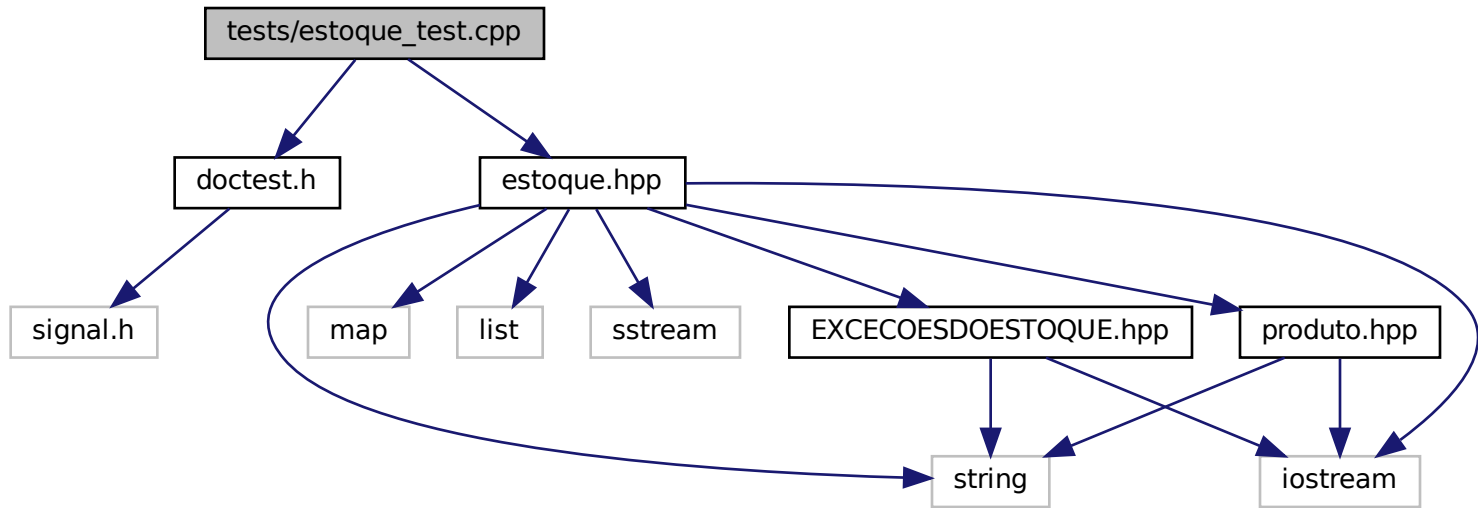 tests/estoque_test.cpp
doctest.h
estoque.hpp
signal.h
map
list
sstream
EXCECOESDOESTOQUE.hpp
produto.hpp
string
iostream